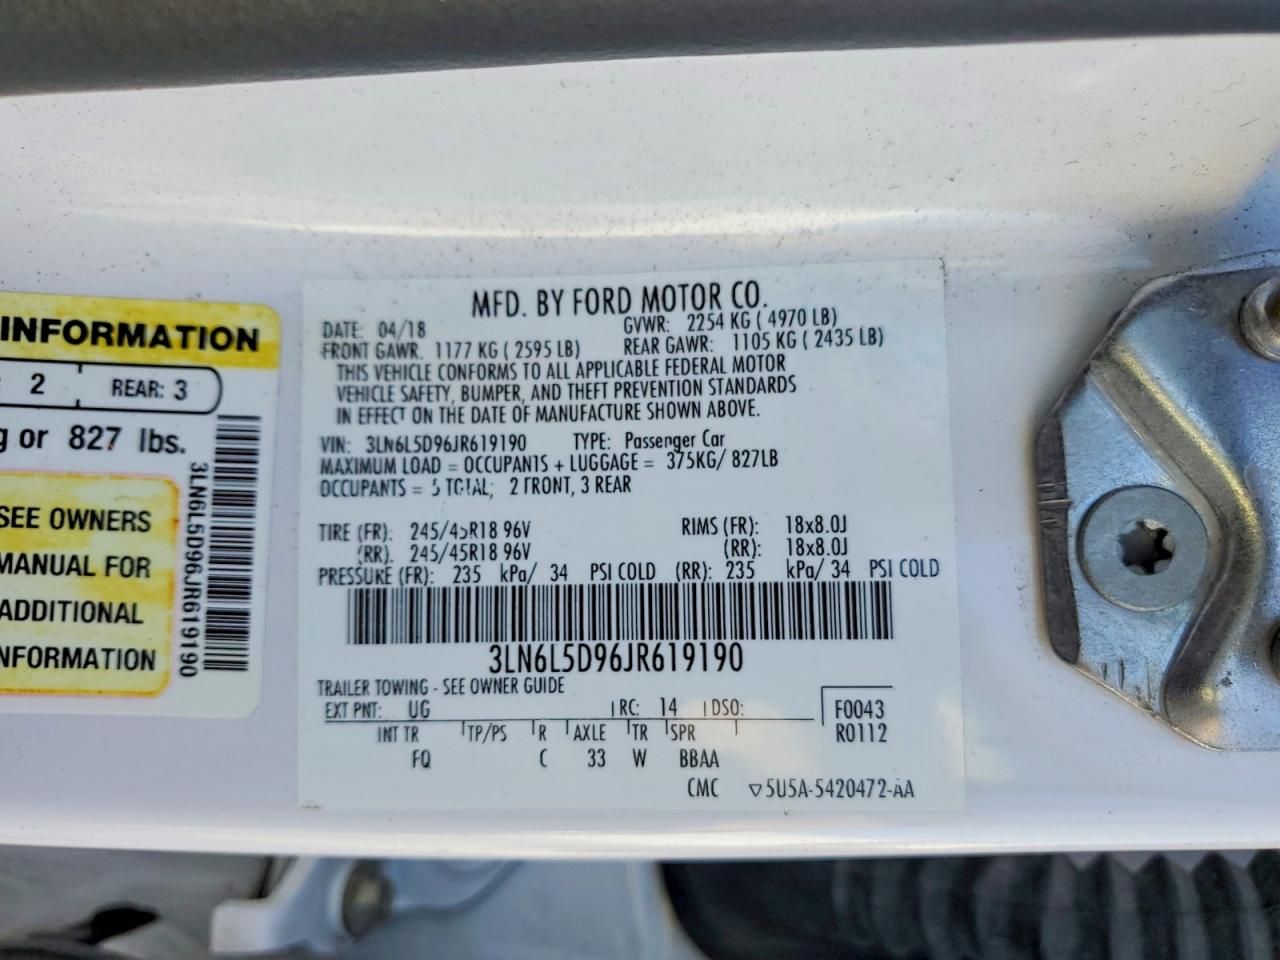 INFORMATION
: 2 REAR: 3
g or 827 lbs.
SEE OWNERS
MANUAL FOR
ADDITIONAL
INFORMATION
3LN6L5D96JR619190
MFD. BY FORD MOTOR CO.
DATE: 04/18 GVWR: 2254 KG ( 4970 LB)
FRONT GAWR: 1177 KG ( 2595 LB) REAR GAWR: 1105 KG ( 2435 LB)
THIS VEHICLE CONFORMS TO ALL APPLICABLE FEDERAL MOTOR
VEHICLE SAFETY, BUMPER, AND THEFT PREVENTION STANDARDS
IN EFFECT ON THE DATE OF MANUFACTURE SHOWN ABOVE.
VIN: 3LN6L5D96JR619190 TYPE: Passenger Car
MAXIMUM LOAD = OCCUPANTS + LUGGAGE = 375KG/ 827LB
OCCUPANTS = 5 TOTAL; 2 FRONT, 3 REAR
TIRE (FR): 245/45R18 96V RIMS (FR): 18x8.0J
(RR): 245/45R18 96V (RR): 18x8.0J
PRESSURE (FR): 235 kPa/ 34 PSI COLD (RR): 235 kPa/ 34 PSI COLD
3LN6L5D96JR619190
TRAILER TOWING - SEE OWNER GUIDE
EXT PNT: UG RC: 14 DSO: F0043
INT TR TP/PS R AXLE TR SPR R0112
FQ C 33 W BBAA
CMC ▽5U5A-5420472-AA